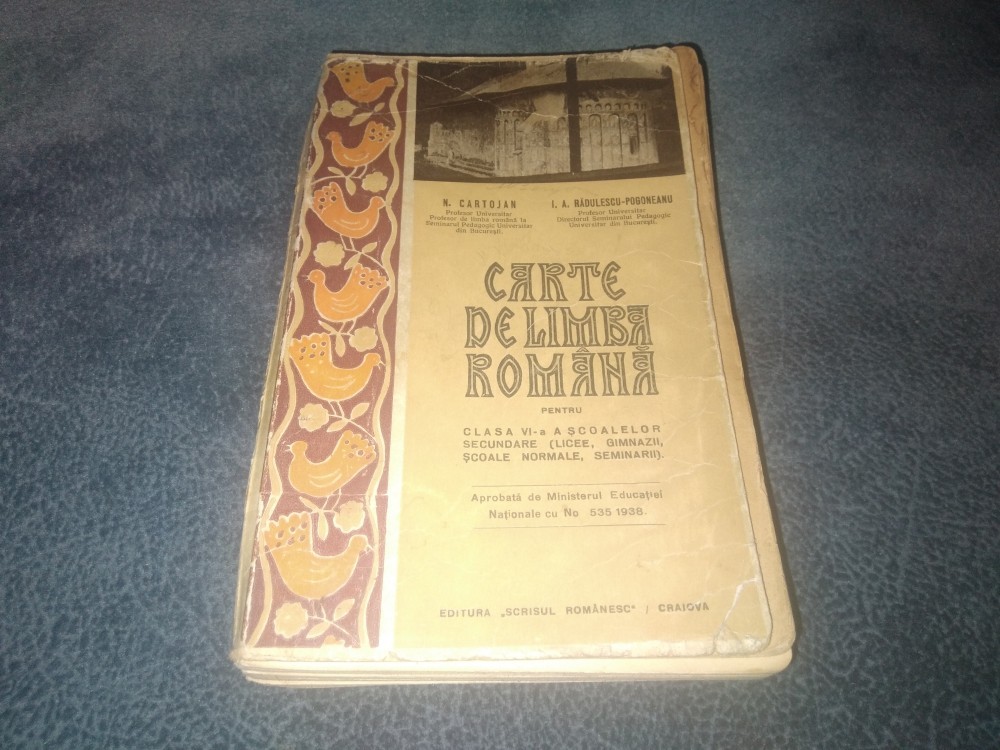 N. CARTOJAN
Profesor Universitar
Profesor de limba română la
Seminarul Pedagogic Universitar
din București.
I. A. RĂDULESCU-POGONEANU
Profesor Universitar
Directorul Seminarului Pedagogic
Universitar din București.
CARTE
DE LIMBA
ROMÂNĂ
PENTRU
CLASA VI-a A ȘCOALELOR
SECUNDARE (LICEE, GIMNAZII,
ȘCOALE NORMALE, SEMINARII).
Aprobată de Ministerul Educației
Naționale cu No 535 1938.
EDITURA „SCRISUL ROMÂNESC" / CRAIOVA